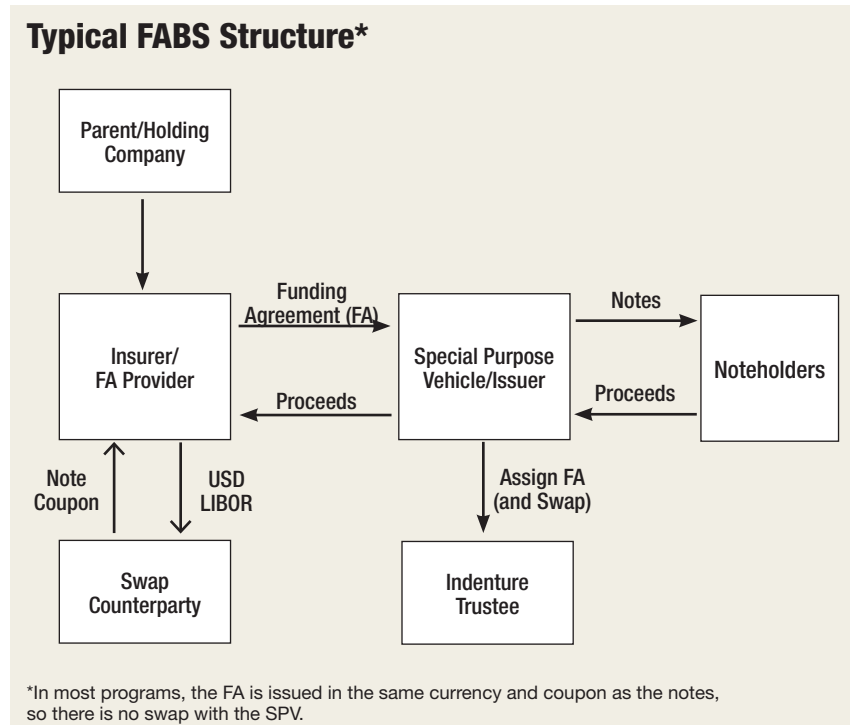 Typical FABS Structure*
Parent/Holding
Company
Funding
Agreement (FA)
Notes
Insurer/
FA Provider
Special Purpose
Vehicle/Issuer
Noteholders
Proceeds
Proceeds
Note
Coupon
USD
LIBOR
Assign FA
(and Swap)
Swap
Counterparty
Indenture
Trustee
*In most programs, the FA is issued in the same currency and coupon as the notes,
so there is no swap with the SPV.